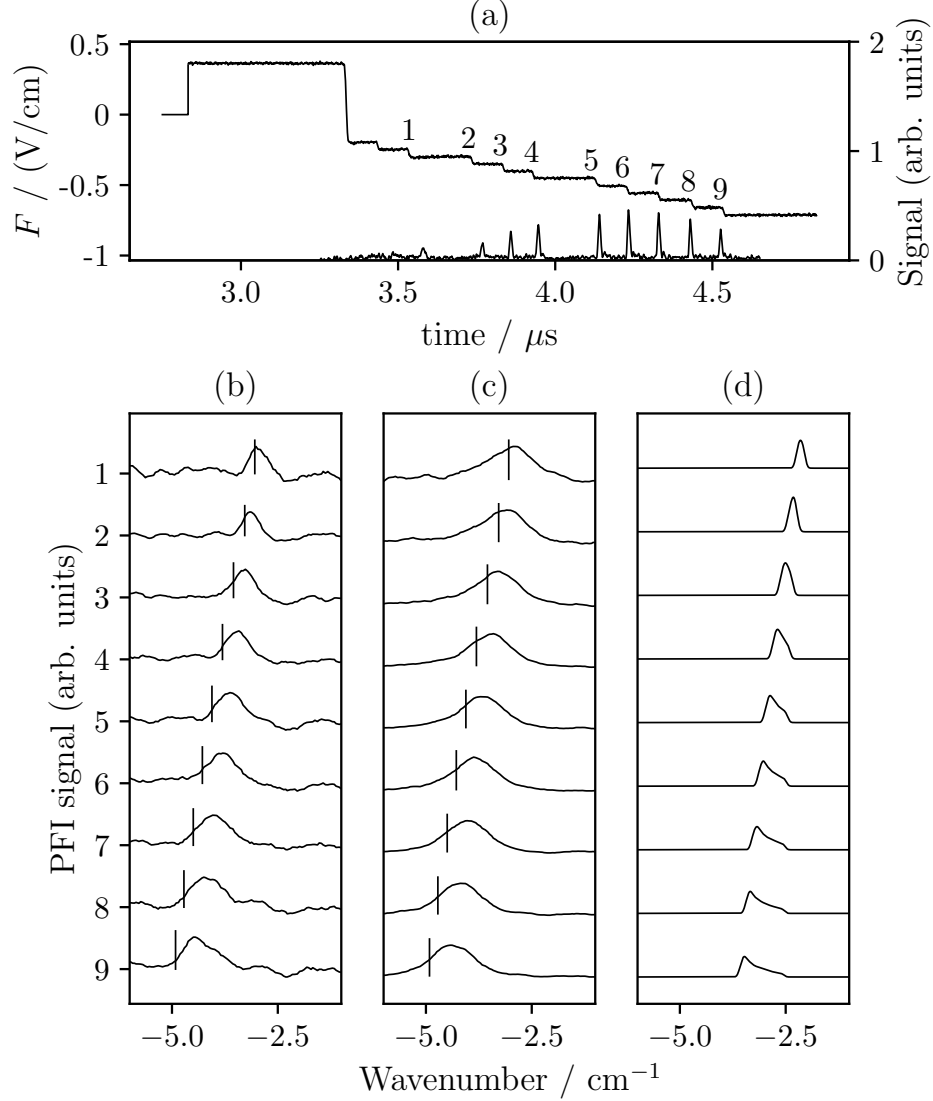 (a)
0.5
0
-0.5
-1
F / (V/cm)
2
1
0
Signal (arb. units)
1 2 3 4 5 6 7 8 9
3.0 3.5 4.0 4.5
time / μs
(b) (c) (d)
1
2
3
4
5
6
7
8
9
PFI signal (arb. units)
−5.0 −2.5 −5.0 −2.5 −5.0 −2.5
Wavenumber / cm⁻¹